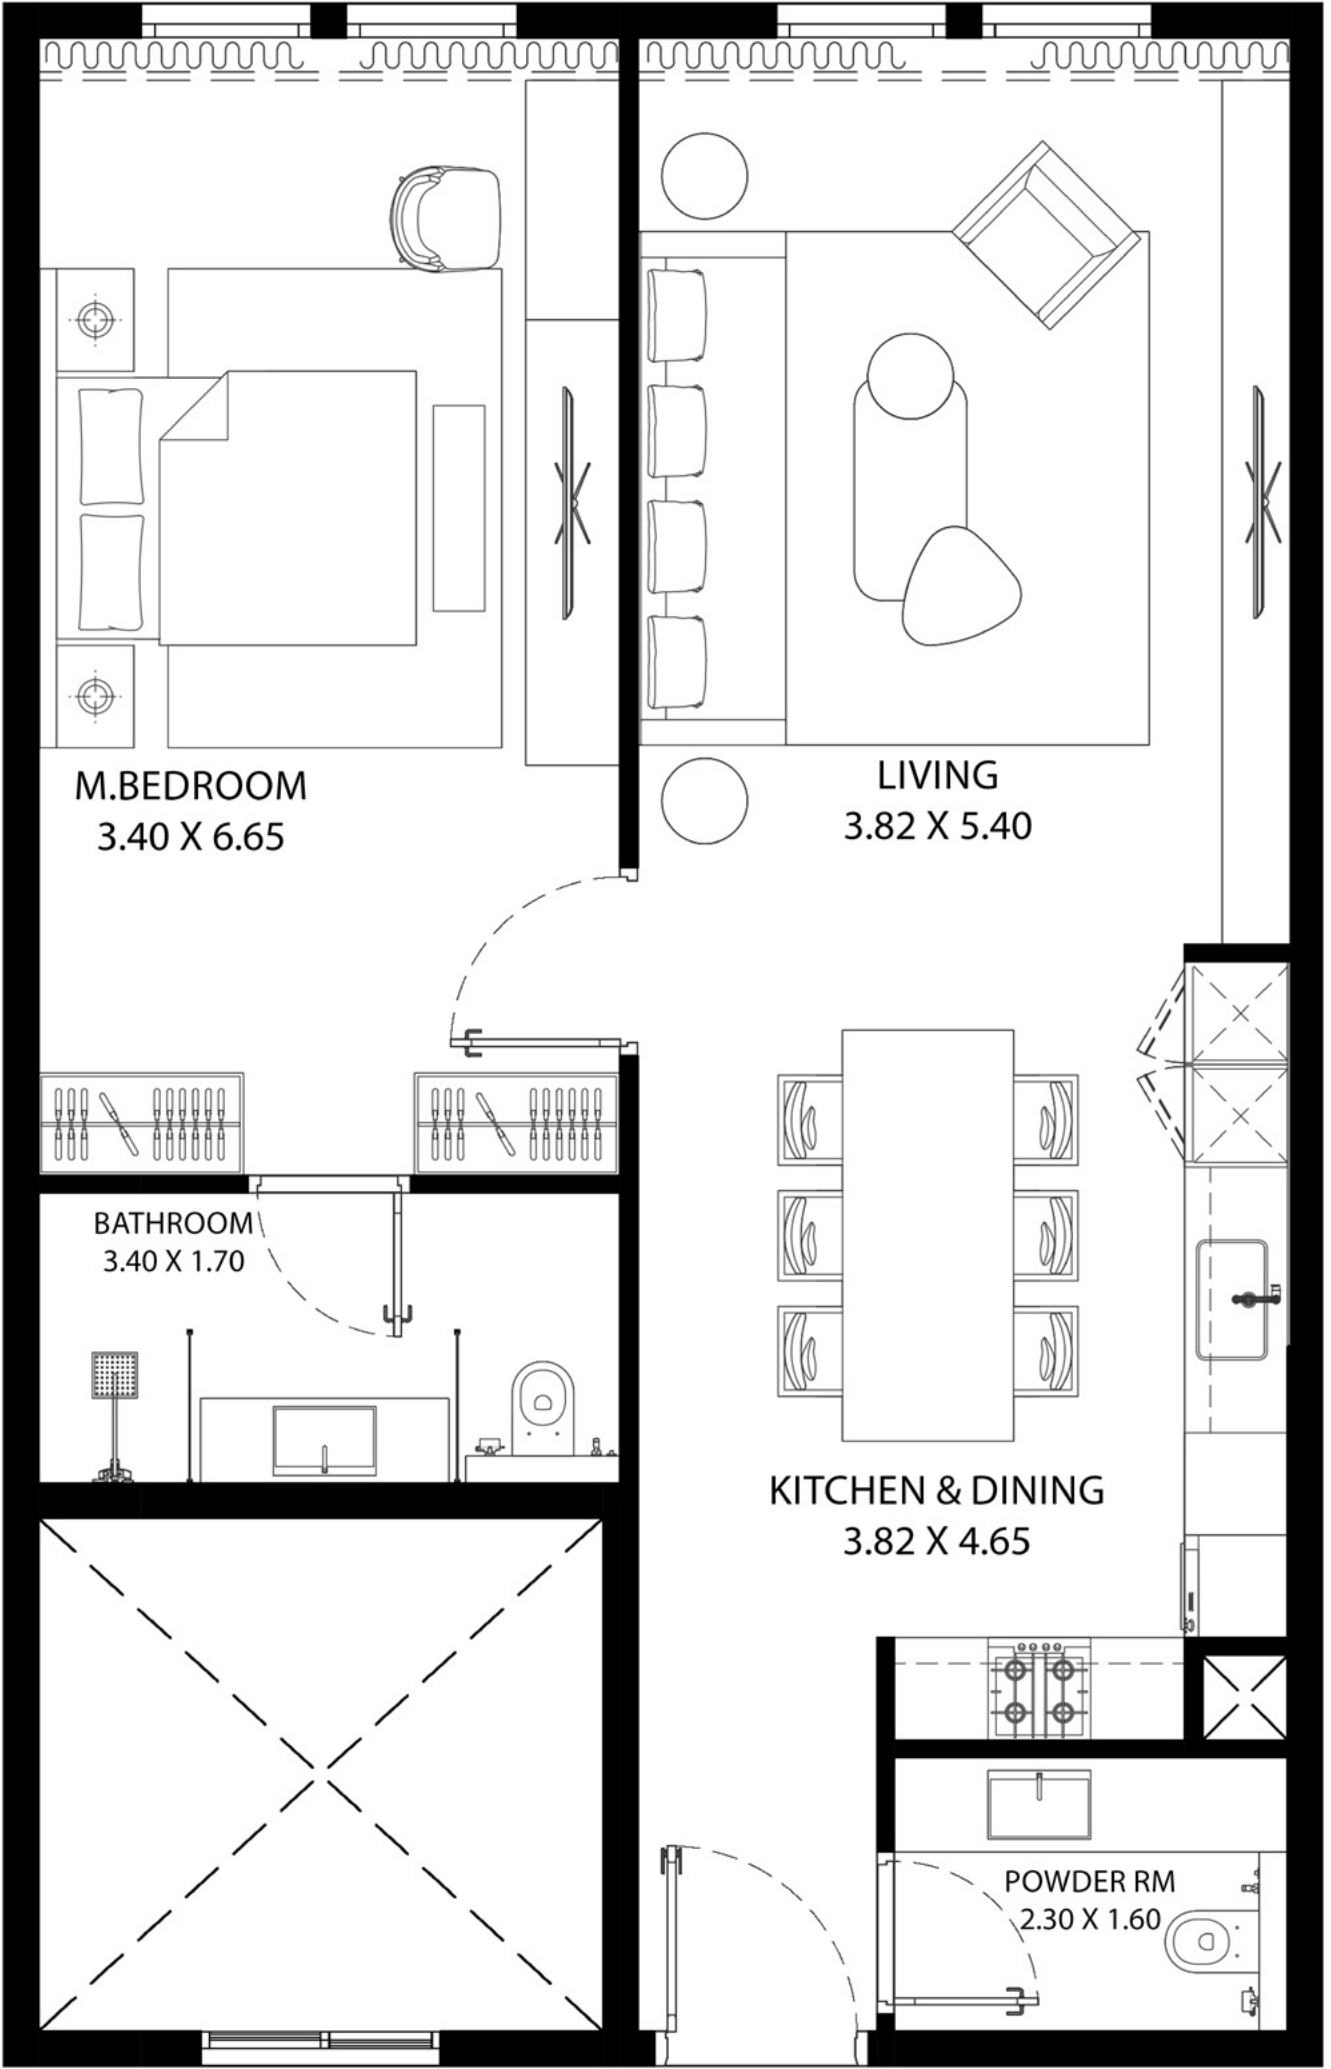 M.BEDROOM
3.40 X 6.65
LIVING
3.82 X 5.40
BATHROOM
3.40 X 1.70
KITCHEN & DINING
3.82 X 4.65
POWDER RM
2.30 X 1.60